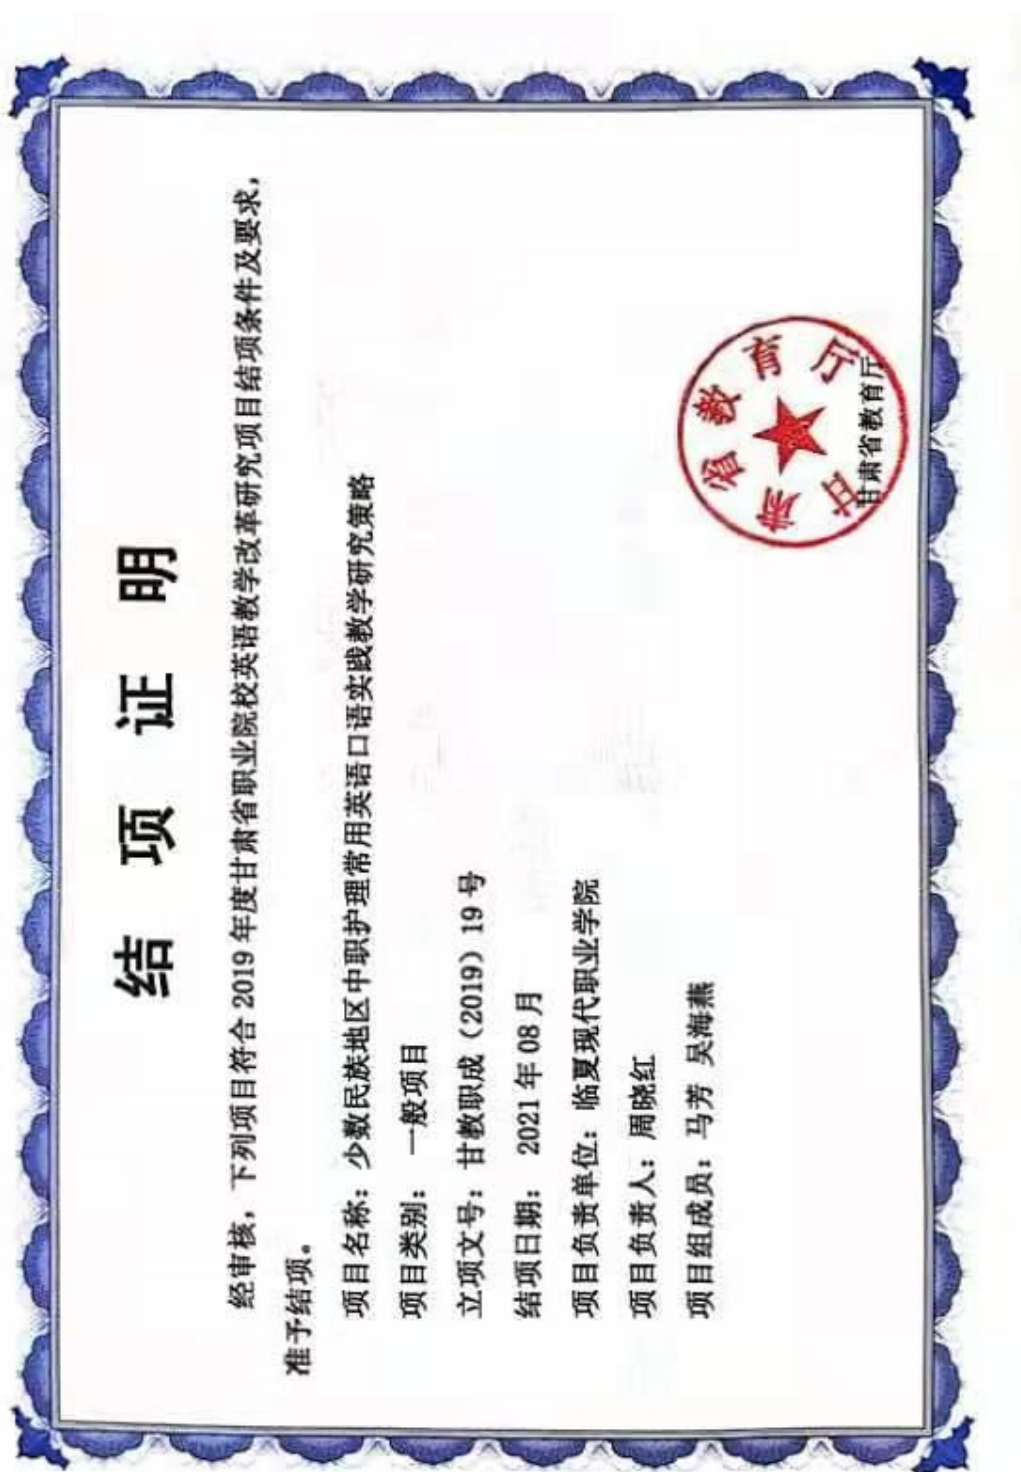 结项证明
经审核，下列项目符合 2019 年度甘肃省职业院校英语教学改革研究项目结项条件及要求，
准予结项。
项目名称：少数民族地区中职护理常用英语口语实践教学研究策略
项目类别： 一般项目
立项文号：甘教职成（2019）19 号
结项日期： 2021 年 08 月
项目负责单位：临夏现代职业学院
项目负责人：周晓红
项目组成员：马芳 吴海燕
甘肃省教育厅
甘肃省教育厅